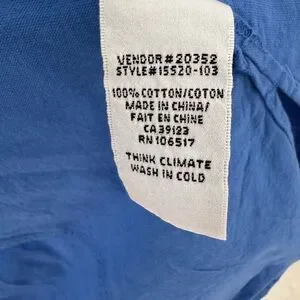 VENDOR#20352
STYLE#15520-103
100% COTTON/COTON
MADE IN CHINA/
FAIT EN CHINE
CA39123
RN106517
THINK CLIMATE
WASH IN COLD